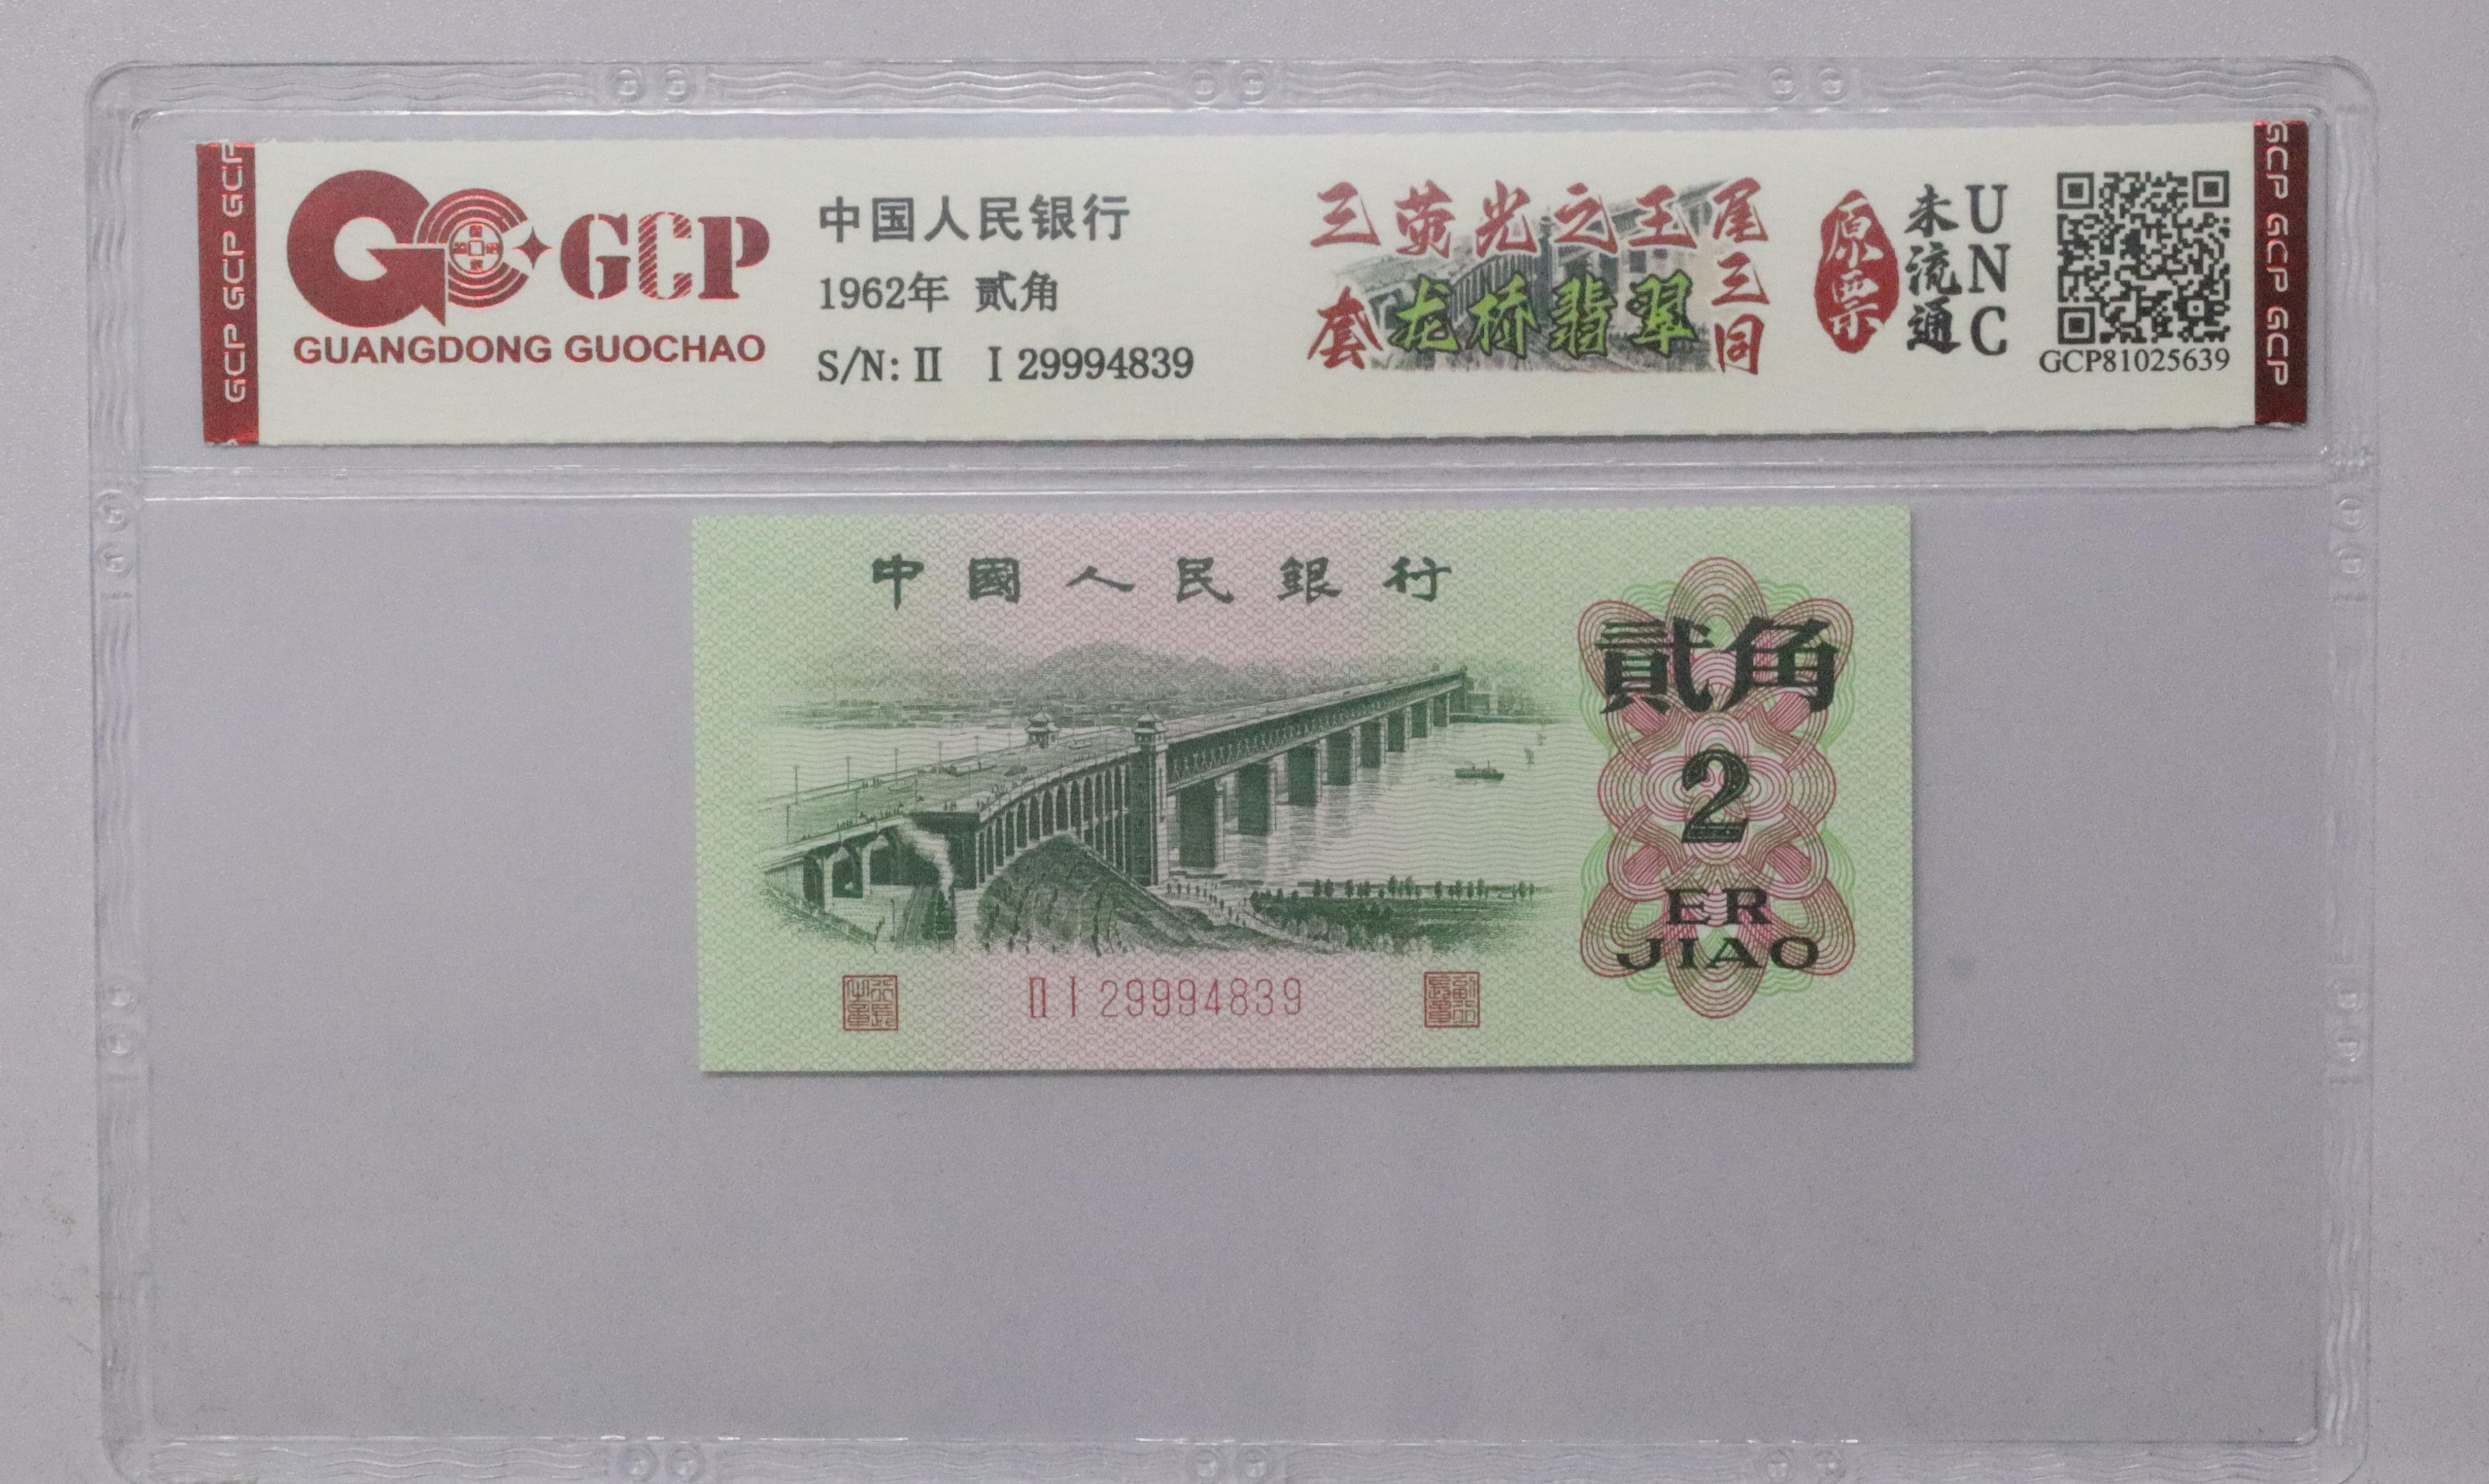 GCP GCP GCP
GCP
GUANGDONG GUOCHAO
中国人民银行
1962年 贰角
S/N: II I 29994839
三荧光之王
套龙桥翡翠
尾三同
原票
未流通
UNC
GCP81025639
GCP GCP GCP
中國人民銀行
貳角
2
ER
JIAO
II I 29994839